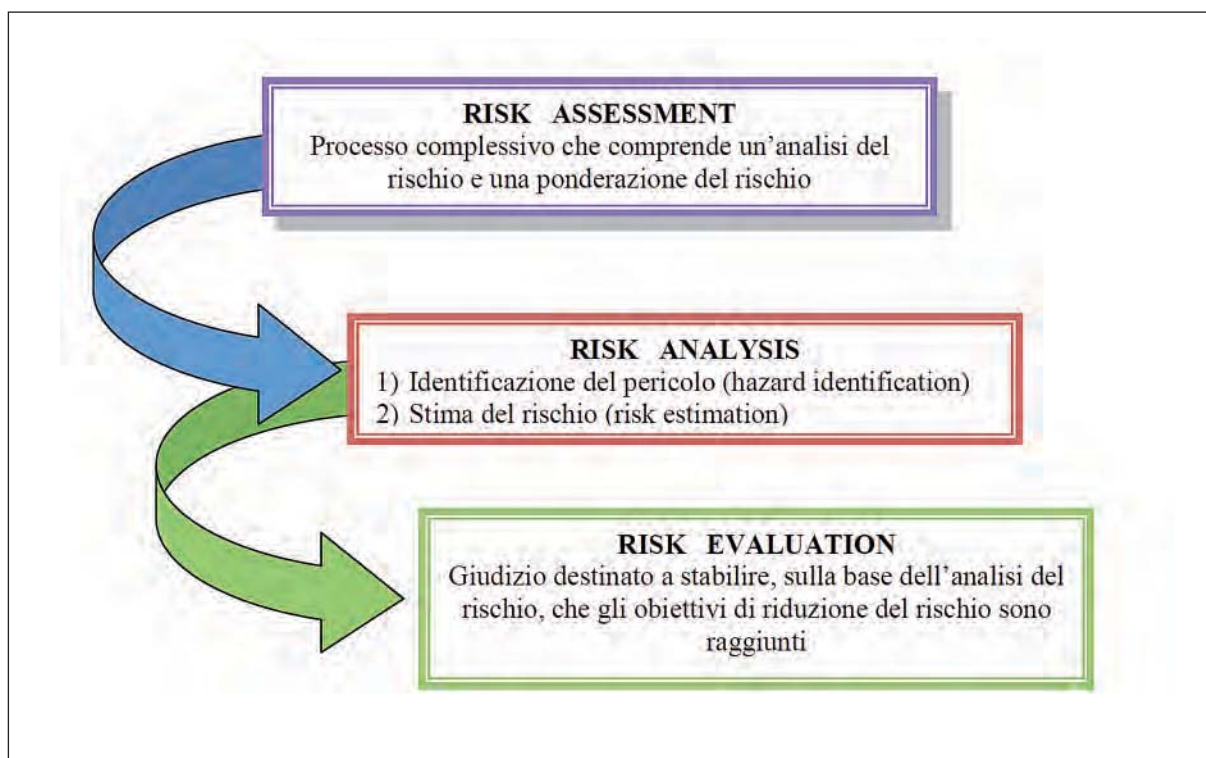 RISK ASSESSMENT
Processo complessivo che comprende un’analisi del
rischio e una ponderazione del rischio
RISK ANALYSIS
1) Identificazione del pericolo (hazard identification)
2) Stima del rischio (risk estimation)
RISK EVALUATION
Giudizio destinato a stabilire, sulla base dell’analisi del
rischio, che gli obiettivi di riduzione del rischio sono
raggiunti